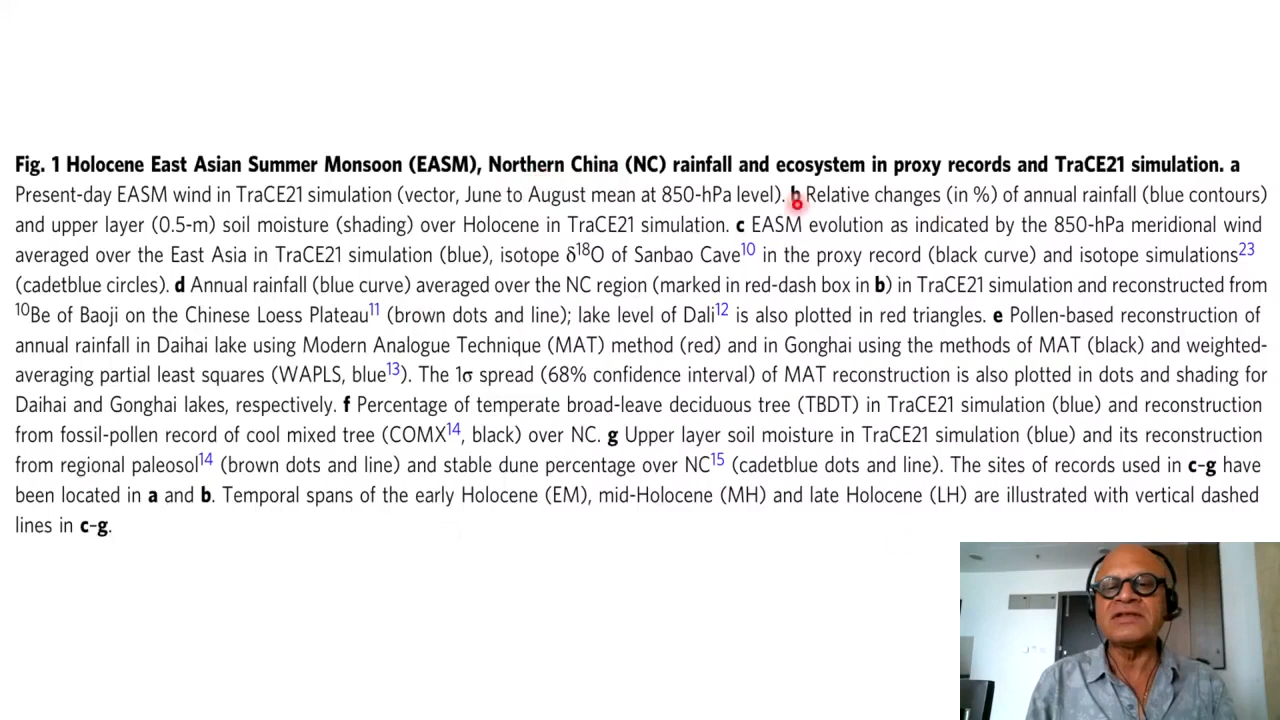 Fig. 1 Holocene East Asian Summer Monsoon (EASM), Northern China (NC) rainfall and ecosystem in proxy records and TraCE21 simulation. a
Present-day EASM wind in TraCE21 simulation (vector, June to August mean at 850-hPa level). b Relative changes (in %) of annual rainfall (blue contours)
and upper layer (0.5-m) soil moisture (shading) over Holocene in TraCE21 simulation. c EASM evolution as indicated by the 850-hPa meridional wind
averaged over the East Asia in TraCE21 simulation (blue), isotope δ18O of Sanbao Cave10 in the proxy record (black curve) and isotope simulations23
(cadetblue circles). d Annual rainfall (blue curve) averaged over the NC region (marked in red-dash box in b) in TraCE21 simulation and reconstructed from
10Be of Baoji on the Chinese Loess Plateau11 (brown dots and line); lake level of Dali12 is also plotted in red triangles. e Pollen-based reconstruction of
annual rainfall in Daihai lake using Modern Analogue Technique (MAT) method (red) and in Gonghai using the methods of MAT (black) and weighted-
averaging partial least squares (WAPLS, blue13). The 1σ spread (68% confidence interval) of MAT reconstruction is also plotted in dots and shading for
Daihai and Gonghai lakes, respectively. f Percentage of temperate broad-leave deciduous tree (TBDT) in TraCE21 simulation (blue) and reconstruction
from fossil-pollen record of cool mixed tree (COMX14, black) over NC. g Upper layer soil moisture in TraCE21 simulation (blue) and its reconstruction
from regional paleosol14 (brown dots and line) and stable dune percentage over NC15 (cadetblue dots and line). The sites of records used in c-g have
been located in a and b. Temporal spans of the early Holocene (EM), mid-Holocene (MH) and late Holocene (LH) are illustrated with vertical dashed
lines in c-g.